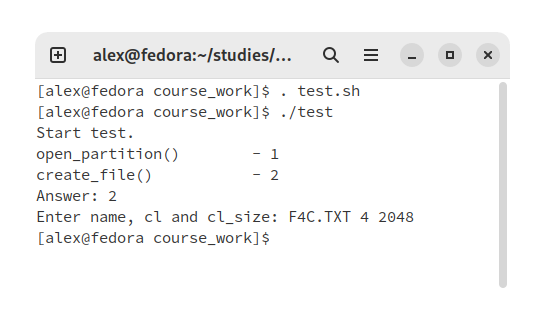 alex@fedora:~/studies/...
[alex@fedora course_work]$ . test.sh
[alex@fedora course_work]$ ./test
Start test.
open_partition()        - 1
create_file()           - 2
Answer: 2
Enter name, cl and cl_size: F4C.TXT 4 2048
[alex@fedora course_work]$